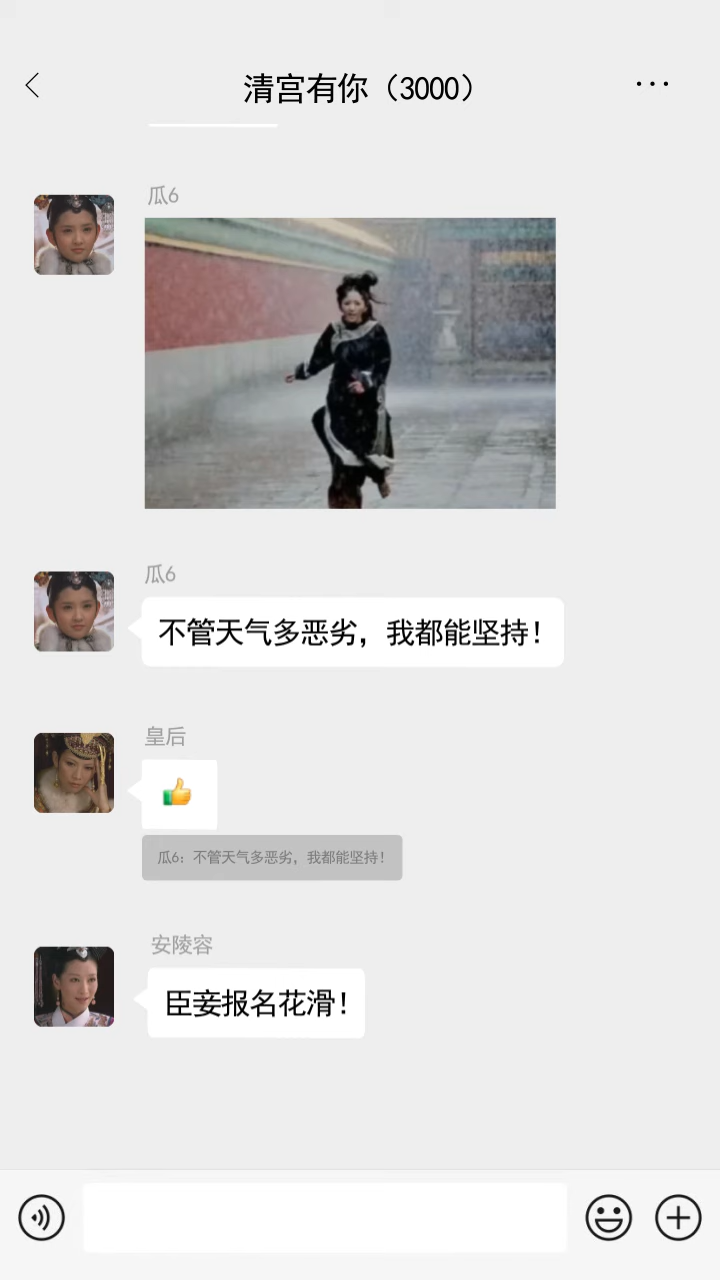 清宫有你（3000）
瓜6
瓜6
不管天气多恶劣，我都能坚持！
皇后
瓜6：不管天气多恶劣，我都能坚持！
安陵容
臣妾报名花滑！